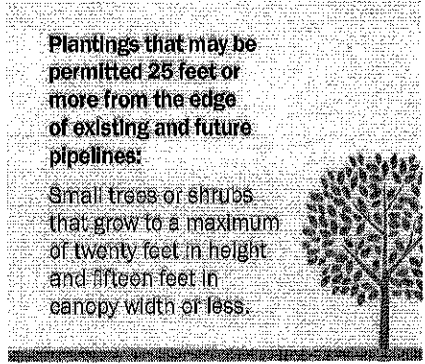 Plantings that may be
permitted 25 feet or
more from the edge
of existing and future
pipelines:
Small trees or shrubs
that grow to a maximum
of twenty feet in height
and fifteen feet in
canopy width or less.